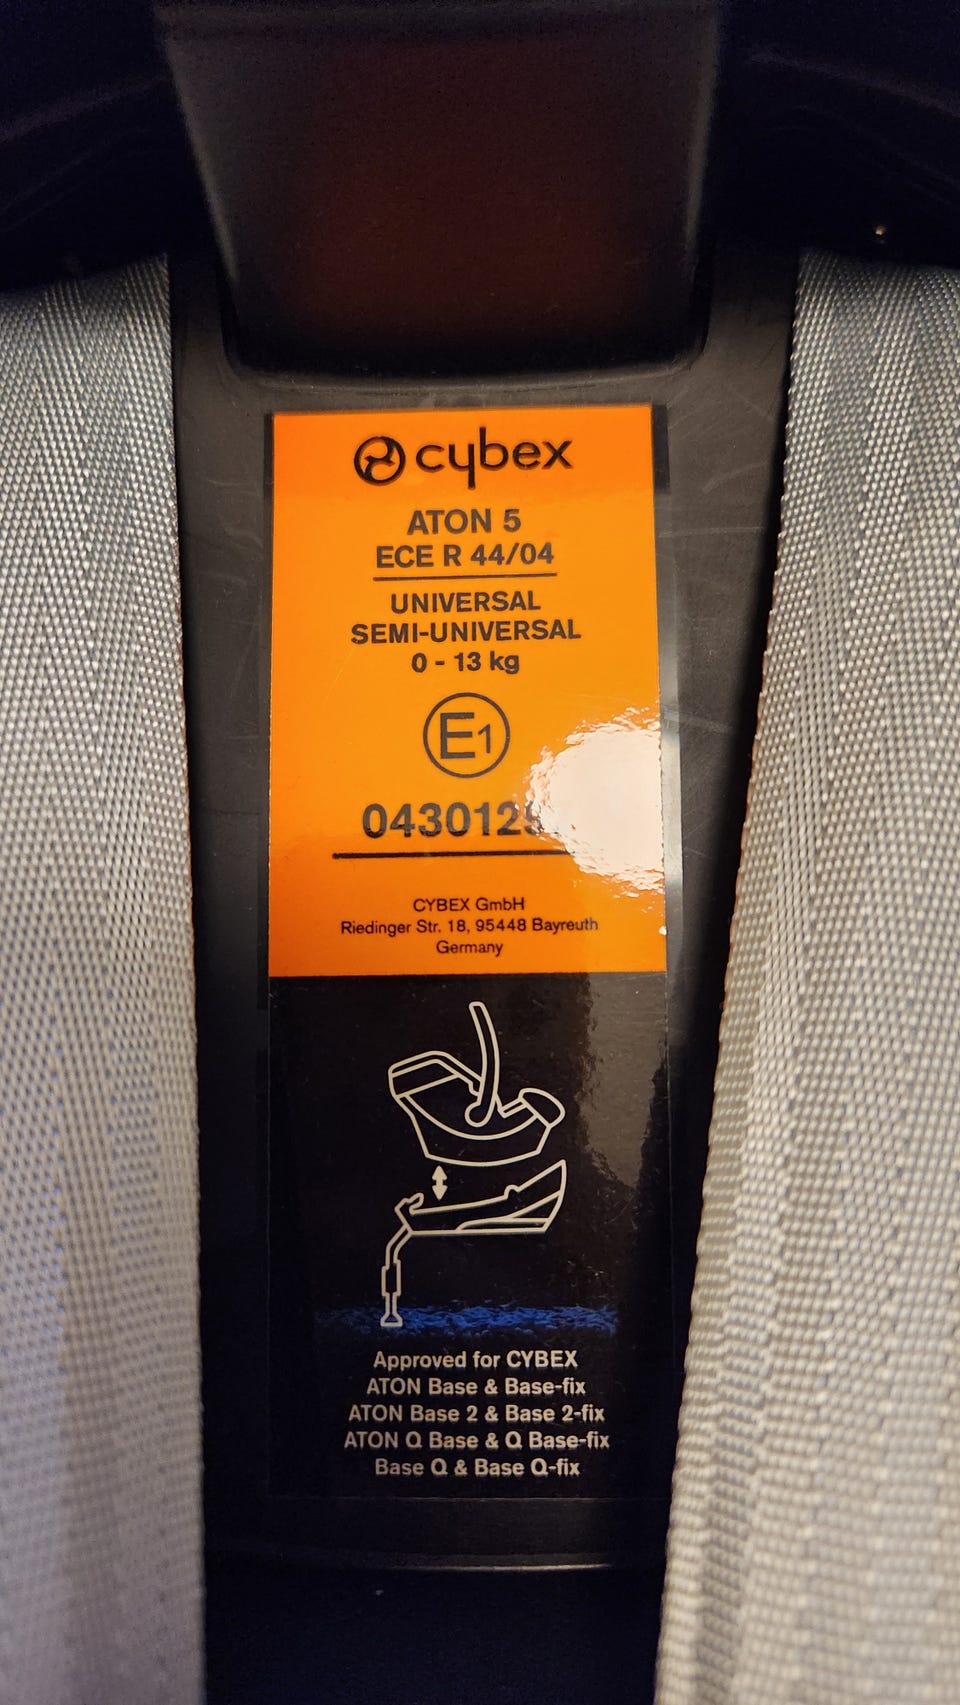 cybex
ATON 5
ECE R 44/04
UNIVERSAL
SEMI-UNIVERSAL
0 - 13 kg
E1
CYBEX GmbH
Riedinger Str. 18, 95448 Bayreuth
Germany
Approved for CYBEX
ATON Base & Base-fix
ATON Base 2 & Base 2-fix
ATON Q Base & Q Base-fix
Base Q & Base Q-fix